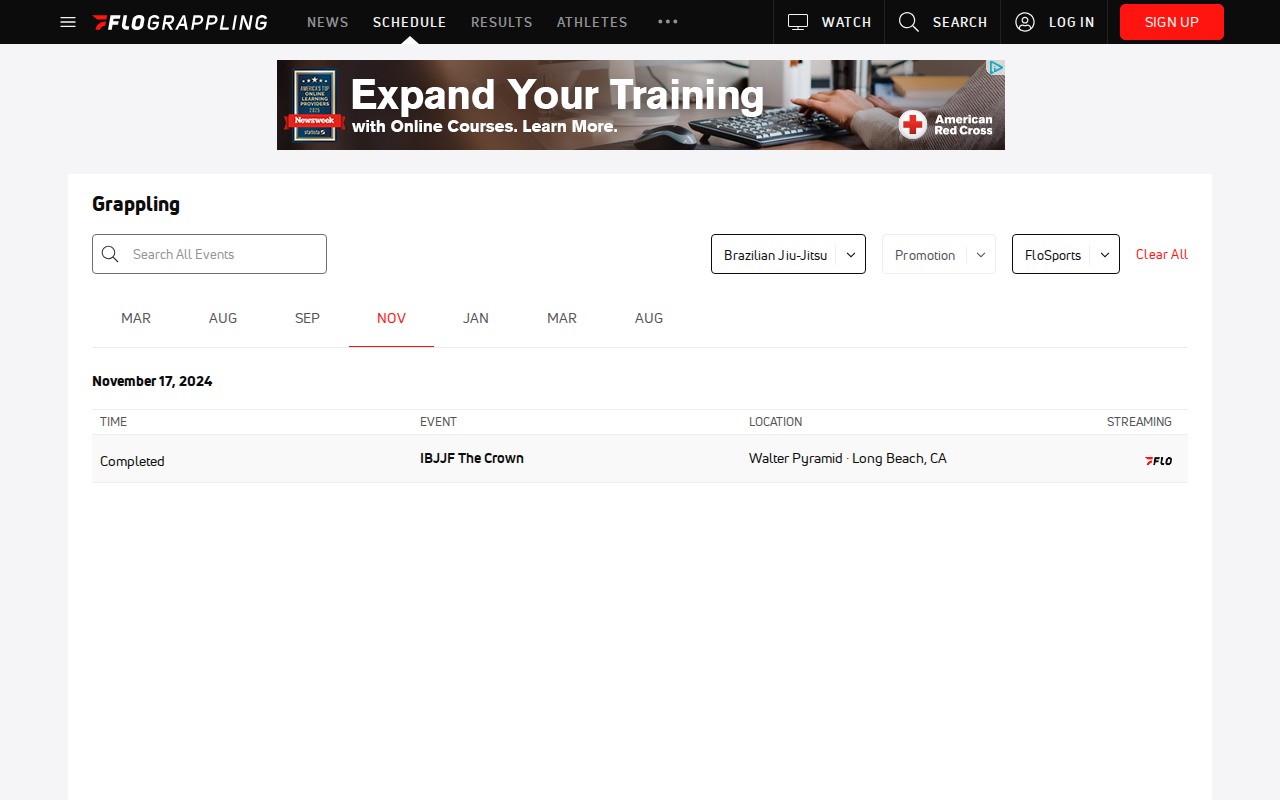 FLOGRAPPLING NEWS SCHEDULE RESULTS ATHLETES WATCH SEARCH LOG IN SIGN UP
AMERICA'S TOP
ONLINE
LEARNING
PROVIDERS
2025
Newsweek
statista
Expand Your Training
with Online Courses. Learn More.
American
Red Cross
Grappling
Search All Events Brazilian Jiu-Jitsu Promotion FloSports Clear All
MAR AUG SEP NOV JAN MAR AUG
November 17, 2024
TIME EVENT LOCATION STREAMING
Completed IBJJF The Crown Walter Pyramid · Long Beach, CA FLO